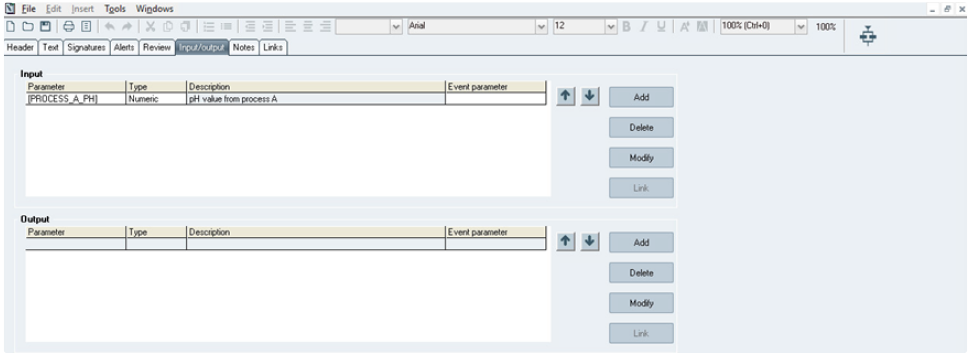 File Edit Insert Tools Windows
Arial 12 B I U A 100% (Ctrl+0) 100%
Header Text Signatures Alerts Review Input/output Notes Links
Input
Parameter Type Description Event parameter
[PROCESS_A_PH] Numeric pH value from process A
Add
Delete
Modify
Link
Output
Parameter Type Description Event parameter
Add
Delete
Modify
Link